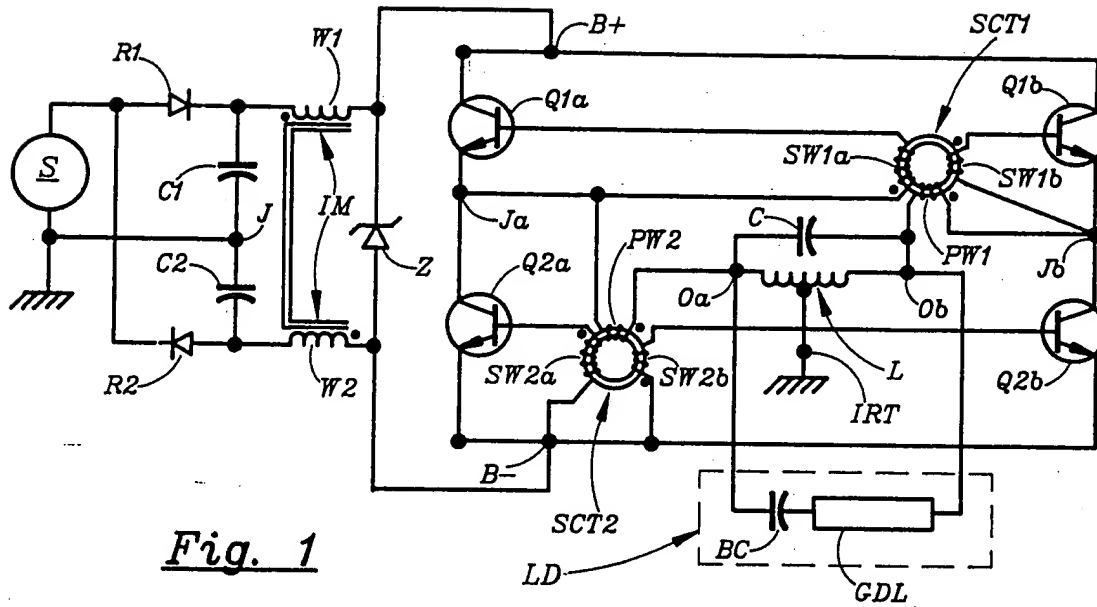 B+
SCT1
W1
R1
Q1a
Q1b
S
SW1a
SW1b
C1
IM
J
Ja
C
PW1
Jb
C2
Z
PW2
Q2a
Oa
Ob
R2
W2
SW2a
SW2b
L
Q2b
IRT
B-
SCT2
BC
LD
GDL
Fig. 1